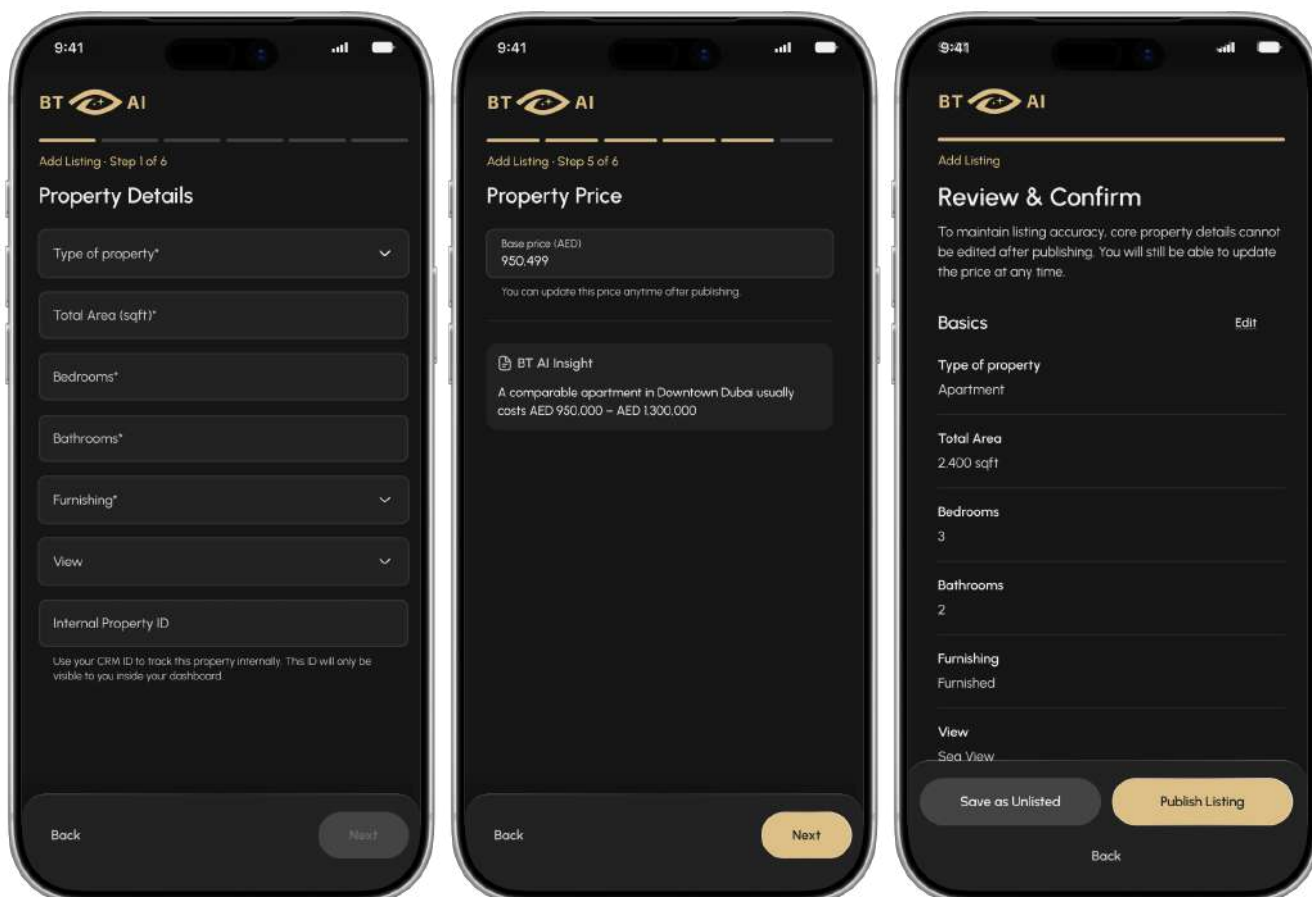 9:41
BT AI
Add Listing · Step 1 of 6
Property Details
Type of property*
Total Area (sqft)*
Bedrooms*
Bathrooms*
Furnishing*
View
Internal Property ID
Use your CRM ID to track this property internally. This ID will only be
visible to you inside your dashboard.
Back
Next
9:41
BT AI
Add Listing · Step 5 of 6
Property Price
Base price (AED)
950.499
You can update this price anytime after publishing.
BT AI Insight
A comparable apartment in Downtown Dubai usually
costs AED 950.000 – AED 1.300.000
Back
Next
9:41
BT AI
Add Listing
Review & Confirm
To maintain listing accuracy, core property details cannot
be edited after publishing. You will still be able to update
the price at any time.
Basics
Edit
Type of property
Apartment
Total Area
2.400 sqft
Bedrooms
3
Bathrooms
2
Furnishing
Furnished
View
Sea View
Save as Unlisted
Publish Listing
Back